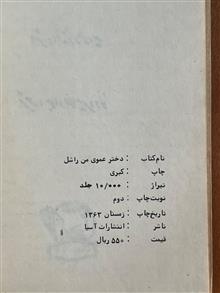 نام کتاب : دختر عموی من راشل
چاپ : کبری
تیراژ : ۱۰/۰۰۰ جلد
نوبت چاپ : دوم
تاریخ چاپ : زمستان ۱۳۶۳
ناشر : انتشارات آسیا
قیمت : ۵۵۰ ریال